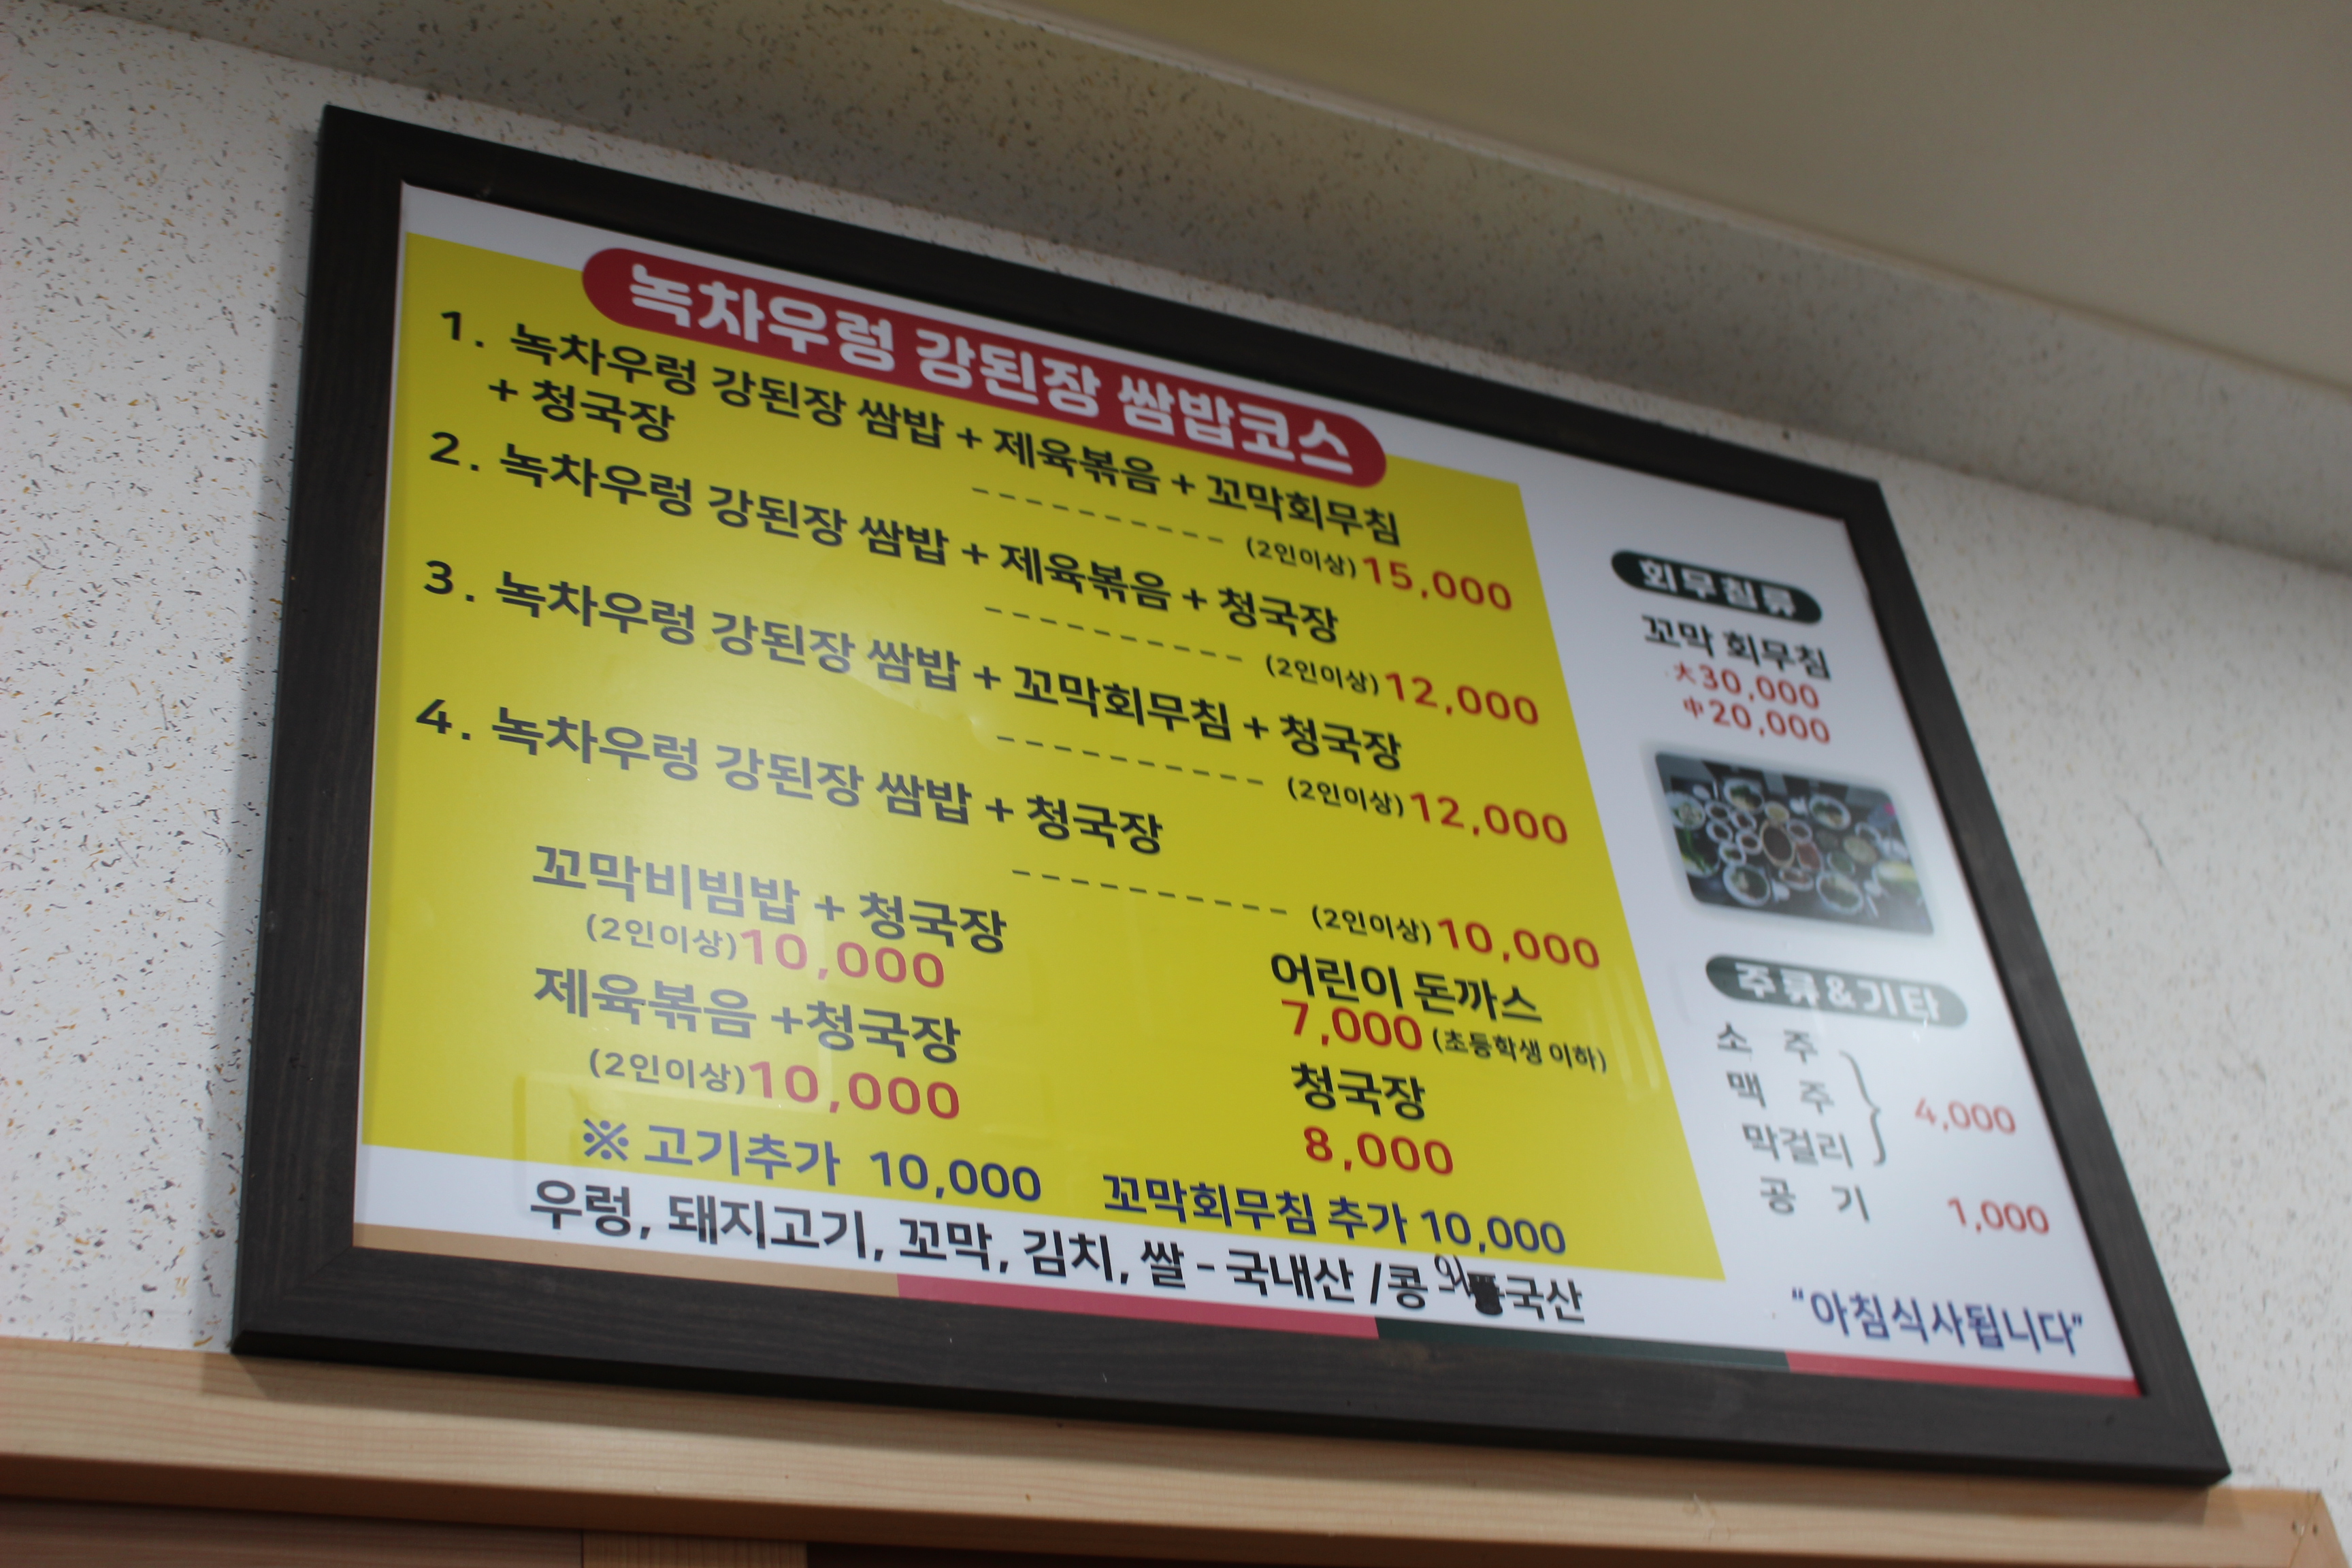 녹차우렁 강된장 쌈밥코스
1. 녹차우렁 강된장 쌈밥 + 제육볶음 + 꼬막회무침
+ 청국장
--------- (2인이상) 15,000
2. 녹차우렁 강된장 쌈밥 + 제육볶음 + 청국장
---------- (2인이상) 12,000
3. 녹차우렁 강된장 쌈밥 + 꼬막회무침 + 청국장
---------- (2인이상) 12,000
4. 녹차우렁 강된장 쌈밥 + 청국장
---------- (2인이상) 10,000
꼬막비빔밥 + 청국장
(2인이상) 10,000
제육볶음 +청국장
(2인이상) 10,000
어린이 돈까스
7,000 (초등학생 이하)
청국장
8,000
※ 고기추가 10,000 꼬막회무침 추가 10,000
우렁, 돼지고기, 꼬막, 김치, 쌀 - 국내산 /콩 - 외국산
회무침류
꼬막 회무침
大30,000
中20,000
주류&기타
소 주
맥 주
막걸리
4,000
공 기 1,000
"아침식사됩니다"